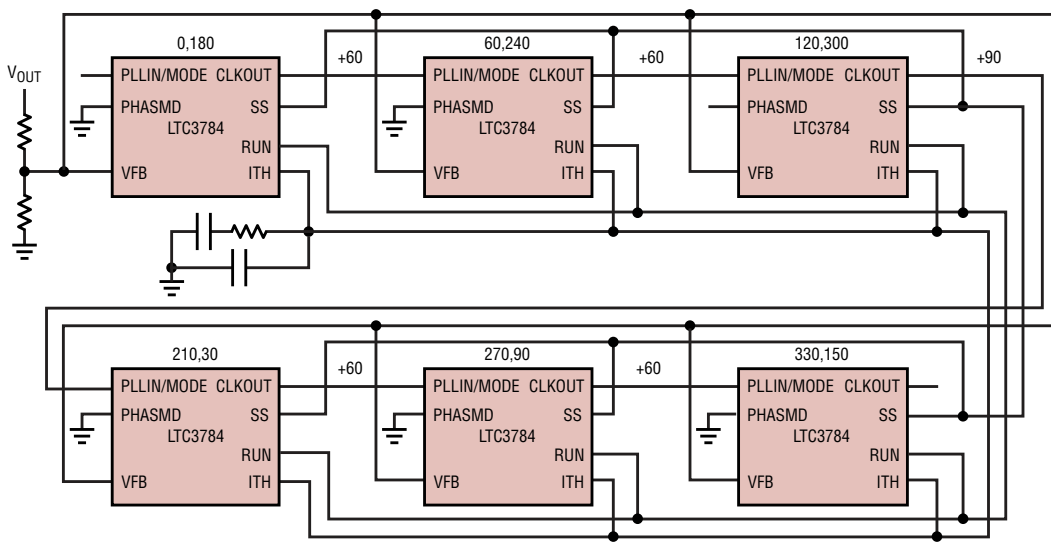 0,180
60,240
120,300
+60
+60
+90
V_OUT
PLLIN/MODE CLKOUT
PHASMD SS
LTC3784
RUN
VFB ITH
PLLIN/MODE CLKOUT
PHASMD SS
LTC3784
RUN
VFB ITH
PLLIN/MODE CLKOUT
PHASMD SS
LTC3784
RUN
VFB ITH
210,30
270,90
330,150
+60
+60
PLLIN/MODE CLKOUT
PHASMD SS
LTC3784
RUN
VFB ITH
PLLIN/MODE CLKOUT
PHASMD SS
LTC3784
RUN
VFB ITH
PLLIN/MODE CLKOUT
PHASMD SS
LTC3784
RUN
VFB ITH